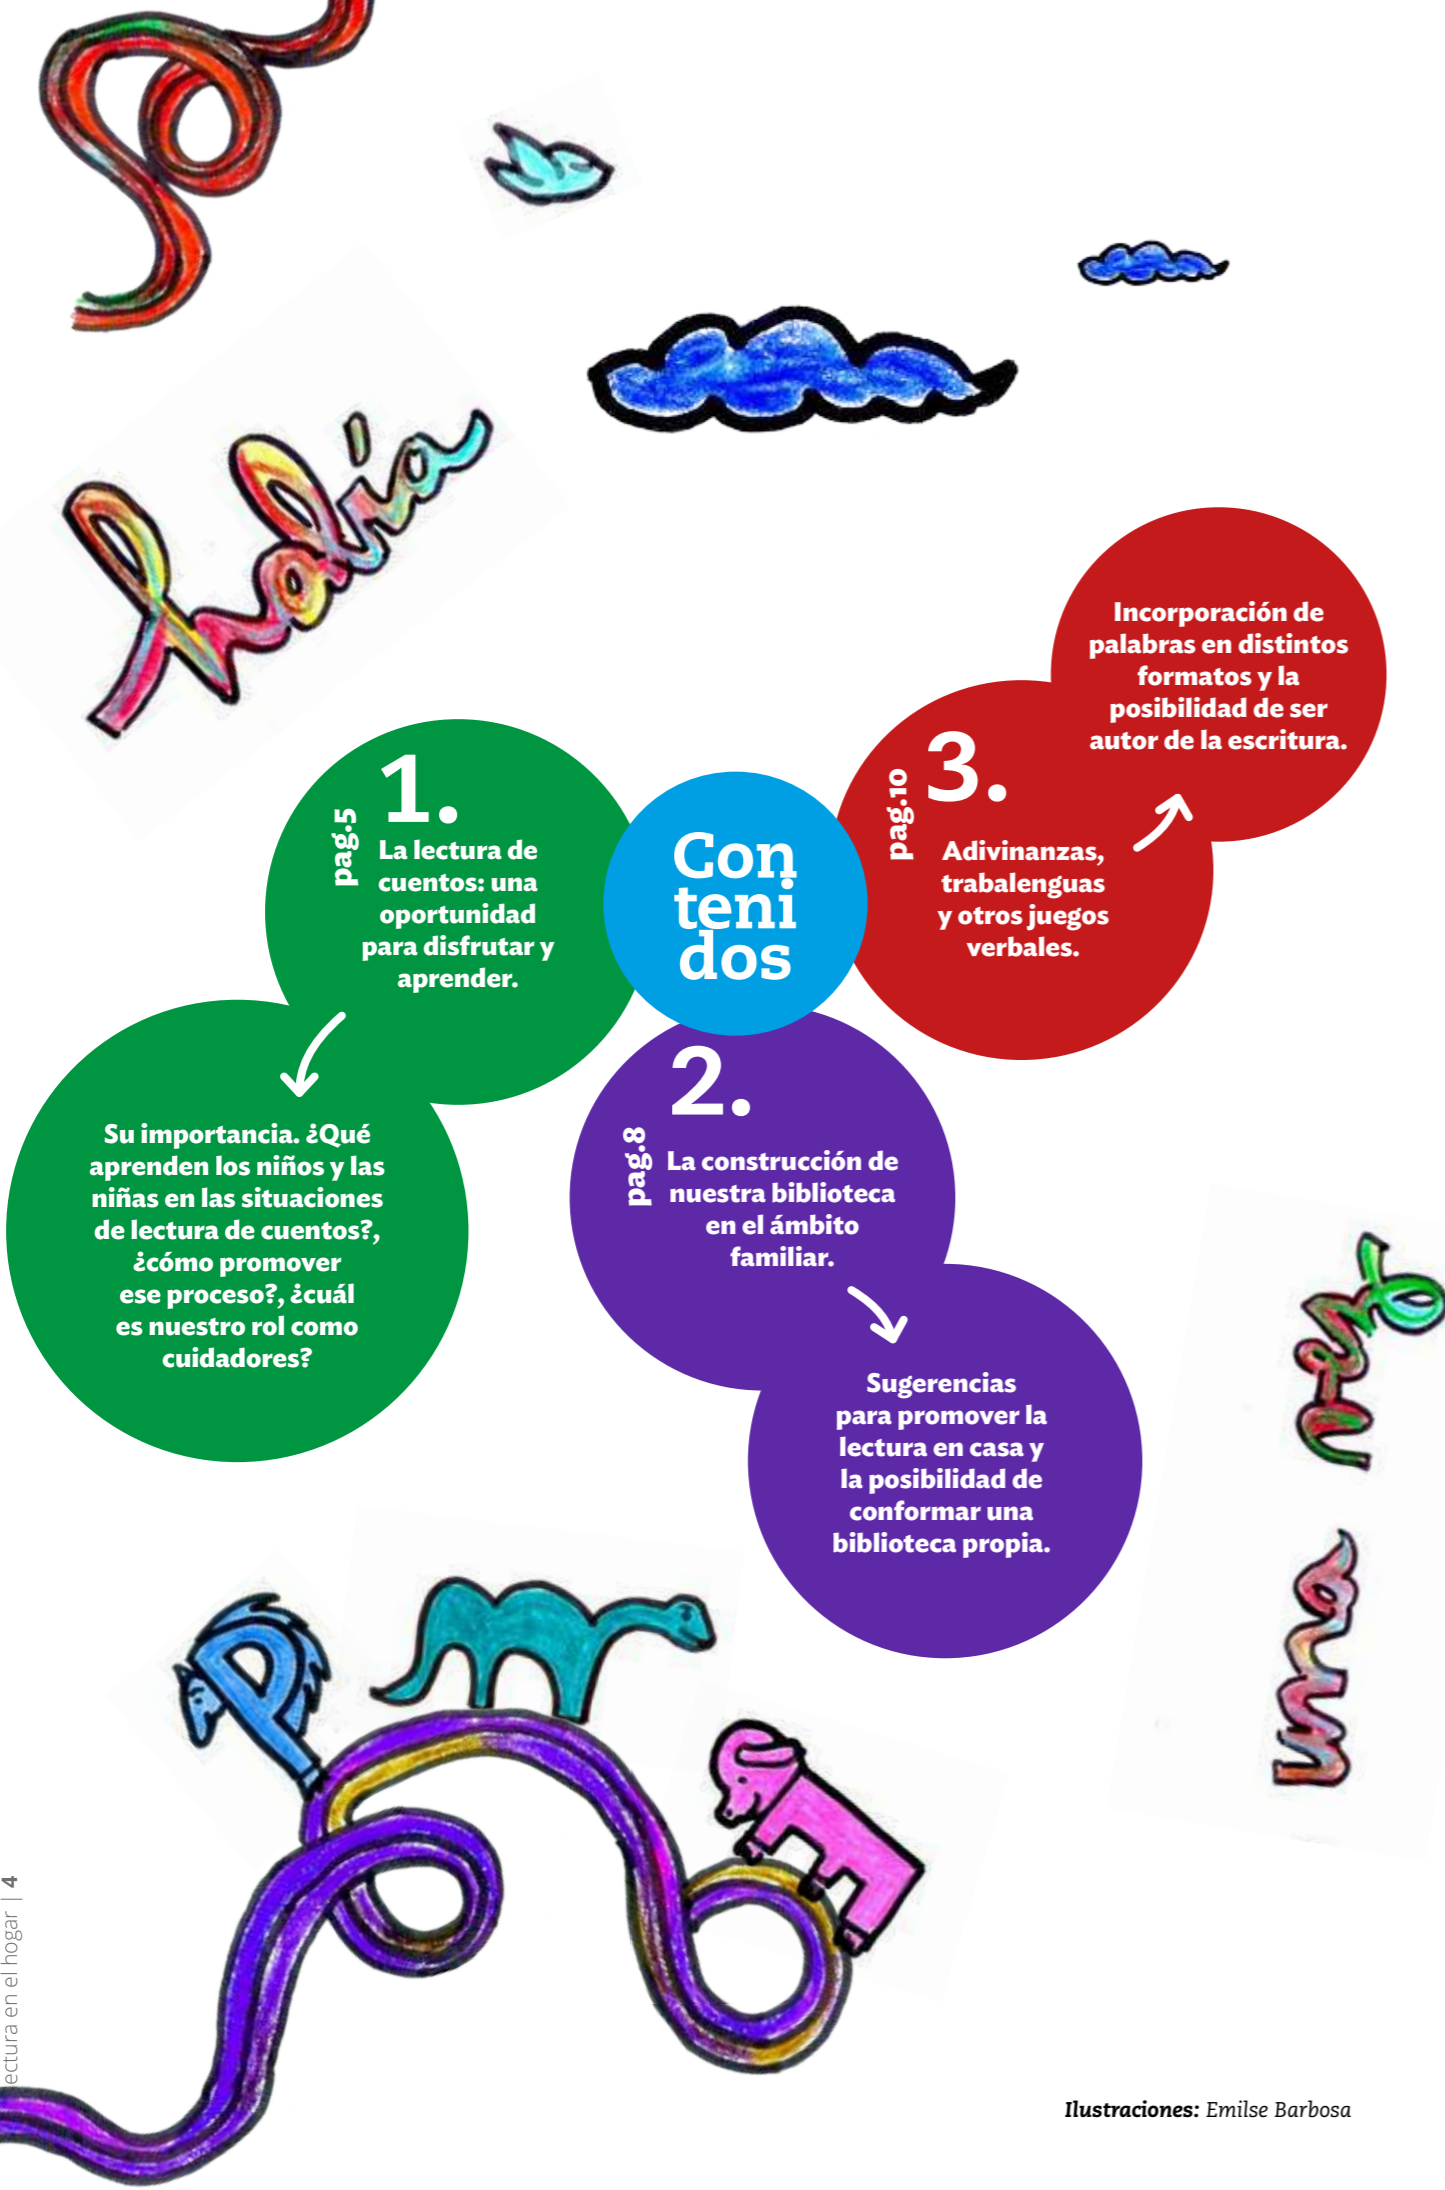 había
Con
teni
dos
pag.5
1.
La lectura de
cuentos: una
oportunidad
para disfrutar y
aprender.
Su importancia. ¿Qué
aprenden los niños y las
niñas en las situaciones
de lectura de cuentos?,
¿cómo promover
ese proceso?, ¿cuál
es nuestro rol como
cuidadores?
pag.8
2.
La construcción de
nuestra biblioteca
en el ámbito
familiar.
Sugerencias
para promover la
lectura en casa y
la posibilidad de
conformar una
biblioteca propia.
pag.10
3.
Adivinanzas,
trabalenguas
y otros juegos
verbales.
Incorporación de
palabras en distintos
formatos y la
posibilidad de ser
autor de la escritura.
una
vez
ectura en el hogar | 4
Ilustraciones: Emilse Barbosa